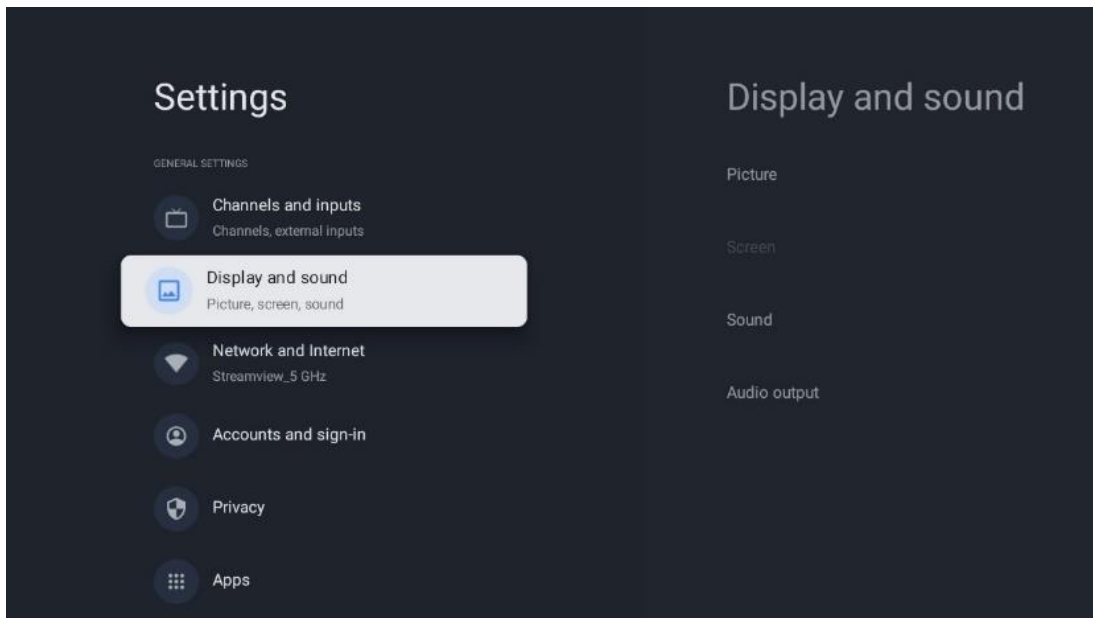 Settings
GENERAL SETTINGS
Channels and inputs
Channels, external inputs
Display and sound
Picture, screen, sound
Network and Internet
Streamview_5 GHz
Accounts and sign-in
Privacy
Apps
Display and sound
Picture
Screen
Sound
Audio output